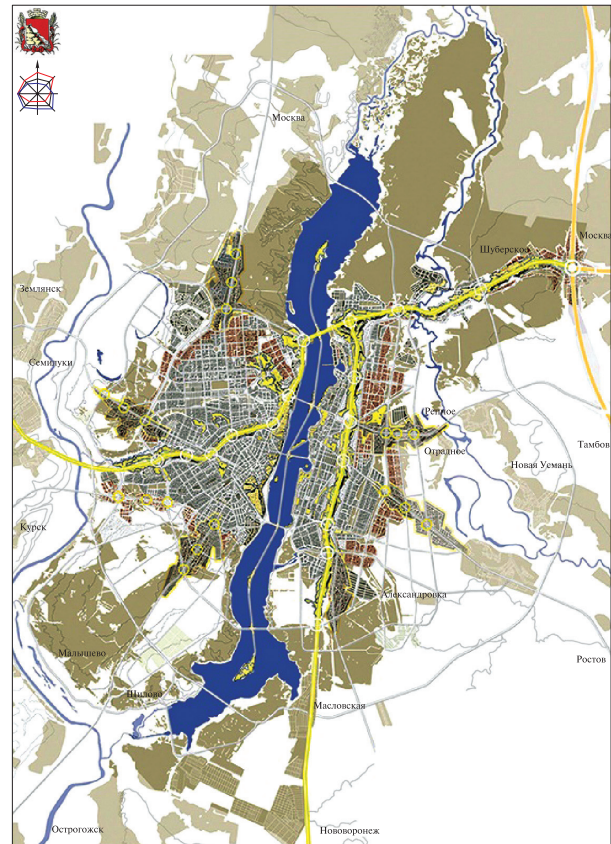 Москва
Шуберское
Москва
Землянск
Семилуки
Репное
Отрадное
Тамбов
Новая Усмань
Курск
Александровка
Малышево
Ростов
Шилово
Масловская
Острогожск
Нововоронеж